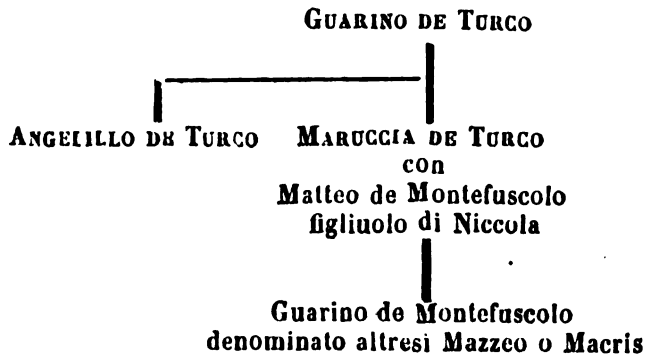 GUARINO DE TURCO
ANGELILLO DE TURCO MARUCCIA DE TURCO
con
Matteo de Montefuscolo
figliuolo di Niccola
Guarino de Montefuscolo
denominato altresì Mazzeo o Macris